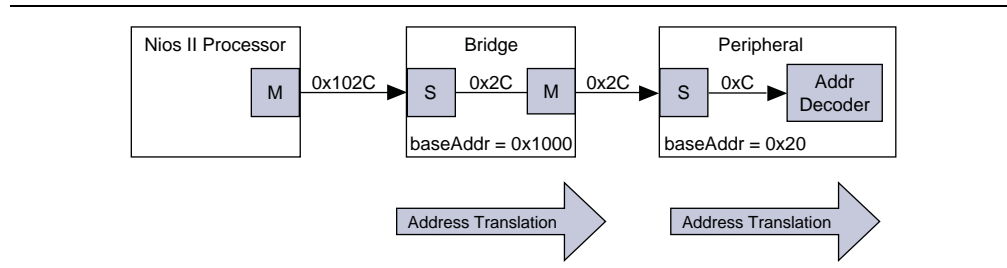 Nios II Processor
M
0x102C
Bridge
S
0x2C
M
baseAddr = 0x1000
0x2C
Peripheral
S
0xC
Addr
Decoder
baseAddr = 0x20
Address Translation
Address Translation